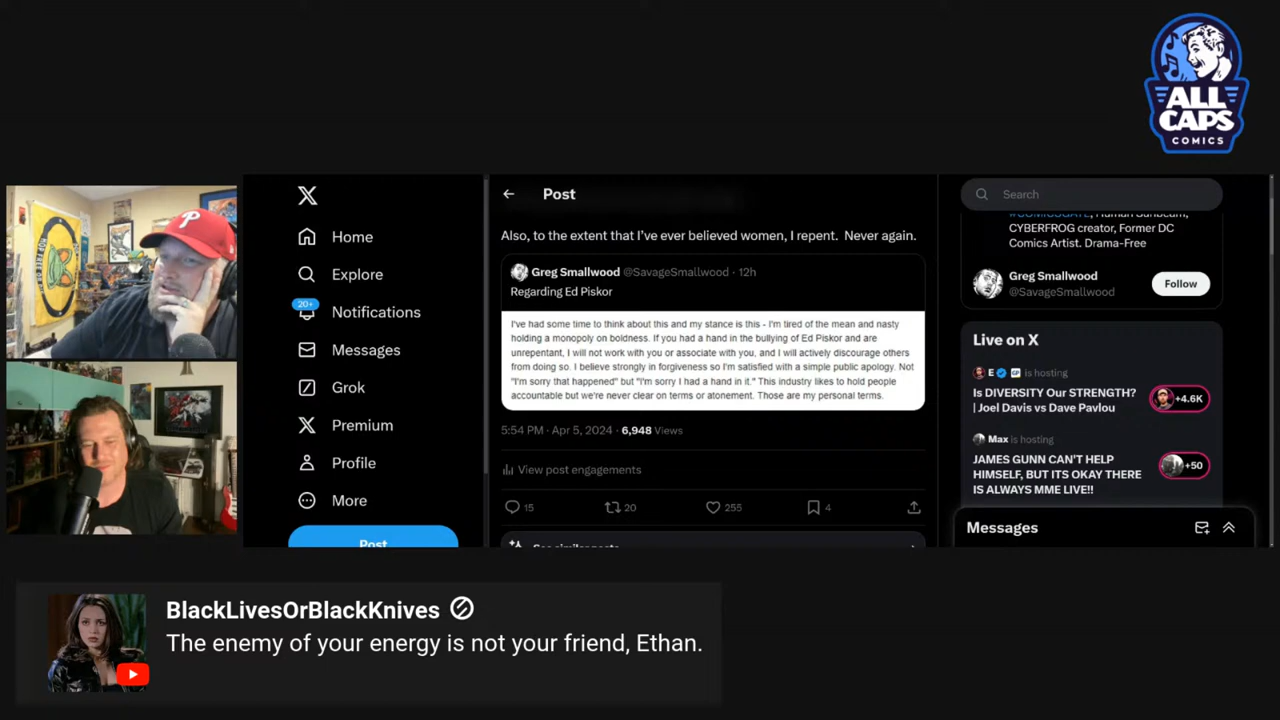 ALL
CAPS
COMICS
Home
Explore
20+
Notifications
Messages
Grok
Premium
Profile
More
Post
Post
Also, to the extent that I've ever believed women, I repent. Never again.
Greg Smallwood @SavageSmallwood · 12h
Regarding Ed Piskor
I've had some time to think about this and my stance is this - I'm tired of the mean and nasty
holding a monopoly on boldness. If you had a hand in the bullying of Ed Piskor and are
unrepentant, I will not work with you or associate with you, and I will actively discourage others
from doing so. I believe strongly in forgiveness so I'm satisfied with a simple public apology. Not
"I'm sorry that happened" but "I'm sorry I had a hand in it." This industry likes to hold people
accountable but we're never clear on terms or atonement. Those are my personal terms.
5:54 PM · Apr 5, 2024 · 6,948 Views
View post engagements
15
20
255
4
See similar posts
Search
#COMICSGATE, Human Sunbeam,
CYBERFROG creator, Former DC
Comics Artist. Drama-Free
Greg Smallwood
@SavageSmallwood
Follow
Live on X
E is hosting
Is DIVERSITY Our STRENGTH?
| Joel Davis vs Dave Pavlou
+4.6K
Max is hosting
JAMES GUNN CAN'T HELP
HIMSELF, BUT ITS OKAY THERE
IS ALWAYS MME LIVE!!
+50
Messages
BlackLivesOrBlackKnives
The enemy of your energy is not your friend, Ethan.